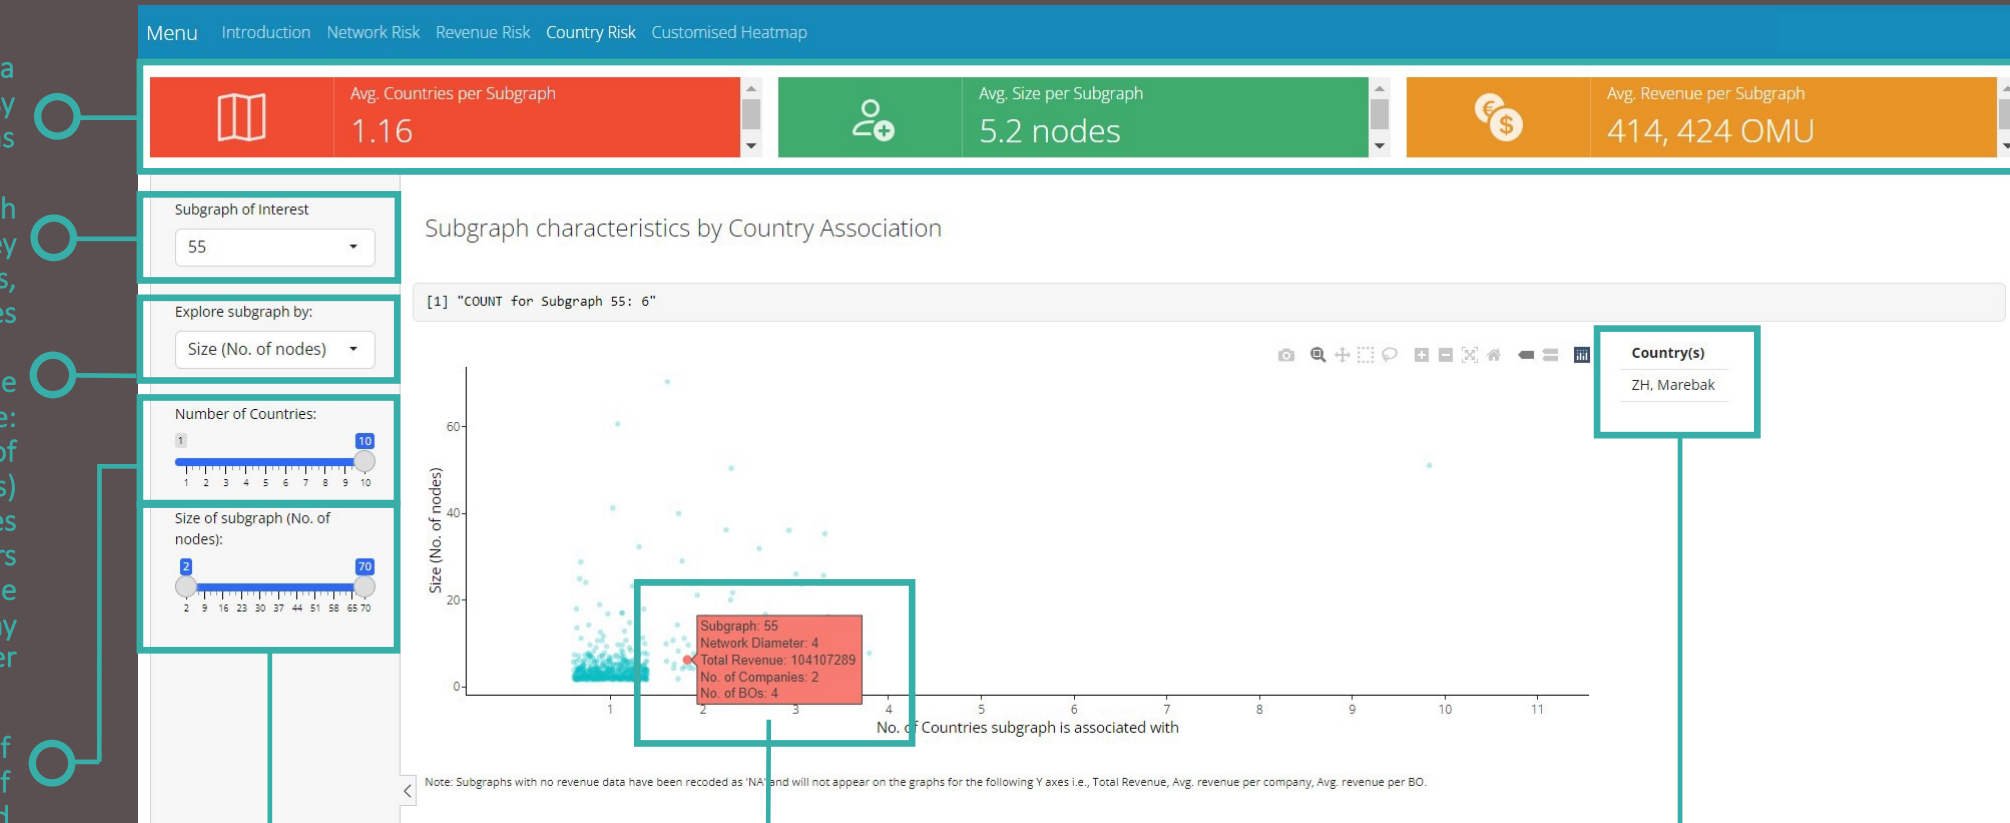 Menu Introduction Network Risk Revenue Risk Country Risk Customised Heatmap
Avg. Countries per Subgraph
1.16
Avg. Size per Subgraph
5.2 nodes
Avg. Revenue per Subgraph
414, 424 OMU
Subgraph of Interest
55
Explore subgraph by:
Size (No. of nodes)
Number of Countries:
1 10
1 2 3 4 5 6 7 8 9 10
Size of subgraph (No. of
nodes):
2 70
2 9 16 23 30 37 44 51 58 65 70
Subgraph characteristics by Country Association
[1] "COUNT for Subgraph 55: 6"
Country(s)
ZH, Marebak
Size (No. of nodes)
60
40
20
0
Subgraph: 55
Network Diameter: 4
Total Revenue: 104107289
No. of Companies: 2
No. of BOs: 4
1 2 3 4 5 6 7 8 9 10 11
No. of Countries subgraph is associated with
Note: Subgraphs with no revenue data have been recoded as 'NA' and will not appear on the graphs for the following Y axes i.e., Total Revenue, Avg. revenue per company, Avg. revenue per BO.